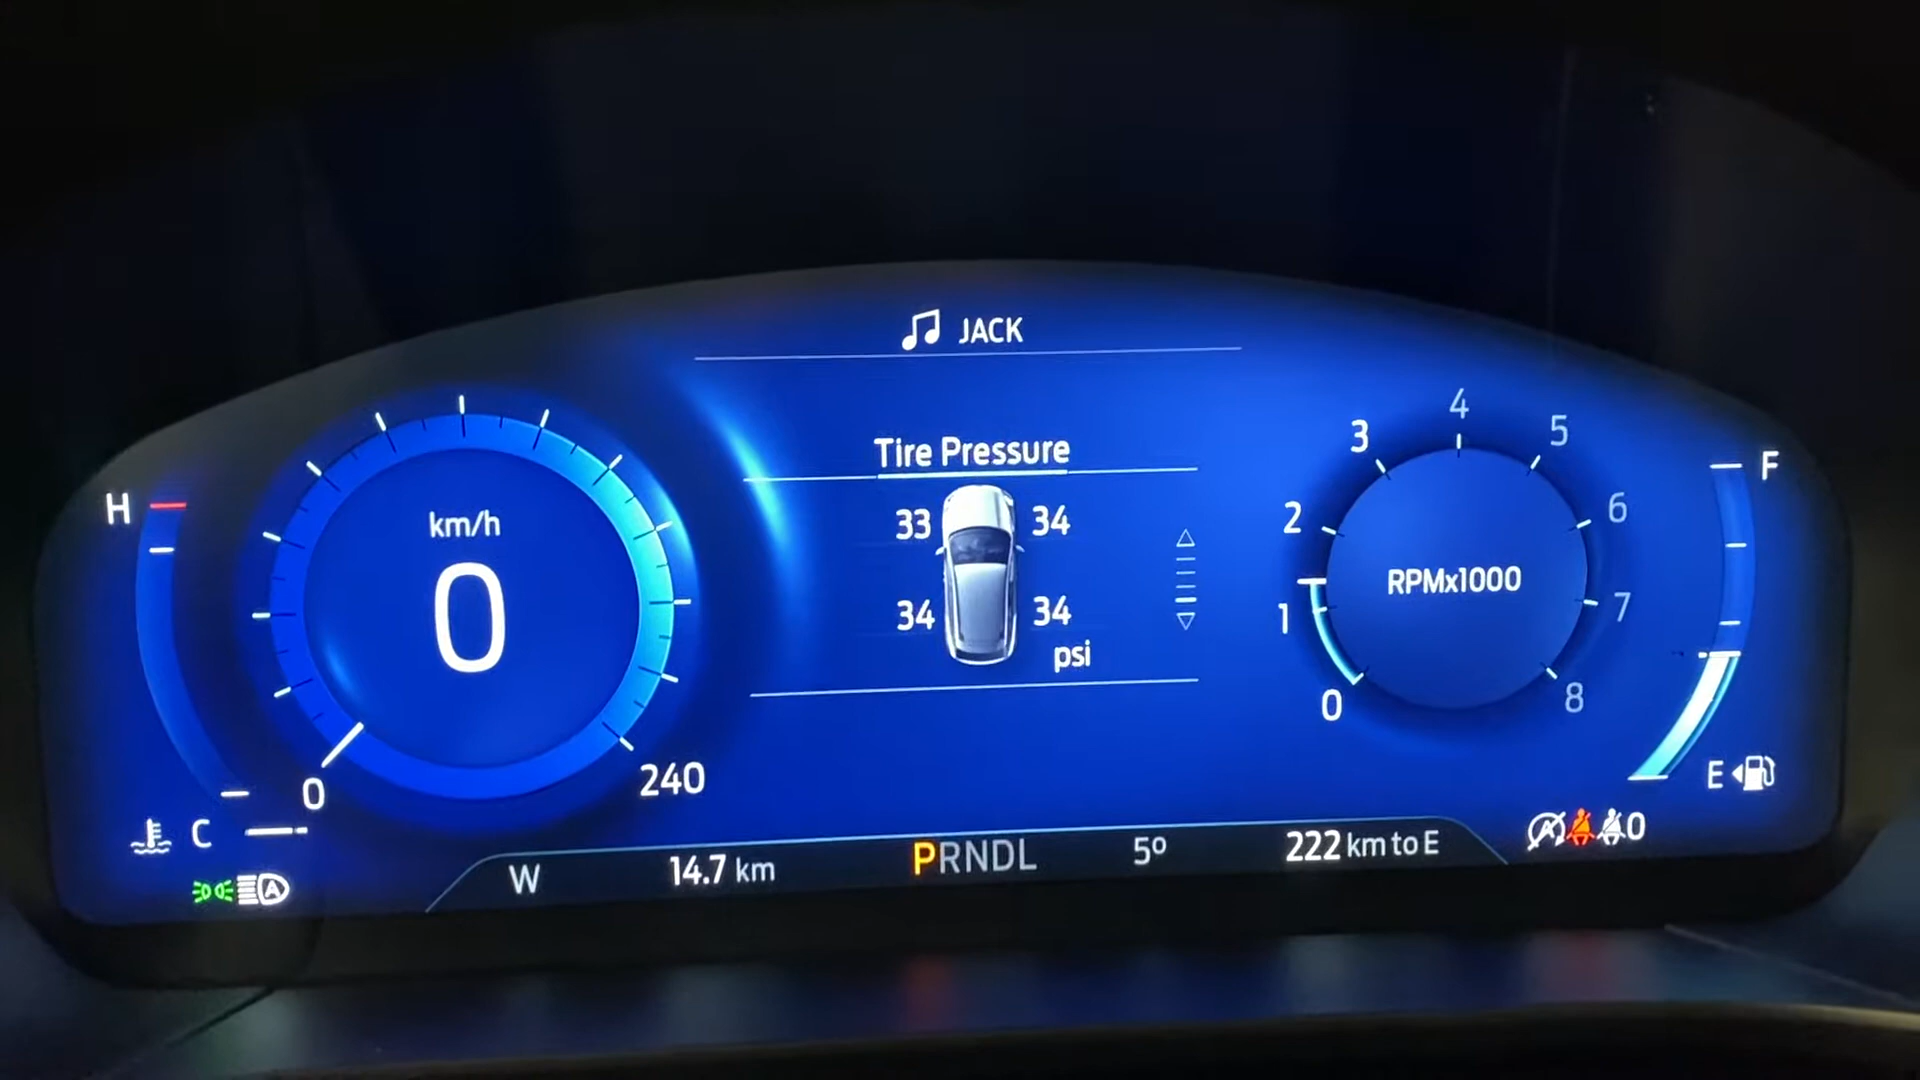 JACK
Tire Pressure
33 34
34 34
psi
H
C
km/h
0
0 240
RPMx1000
0 1 2 3 4 5 6 7 8
F
E
A
A 0
W 14.7 km PRNDL 5º 222 km to E